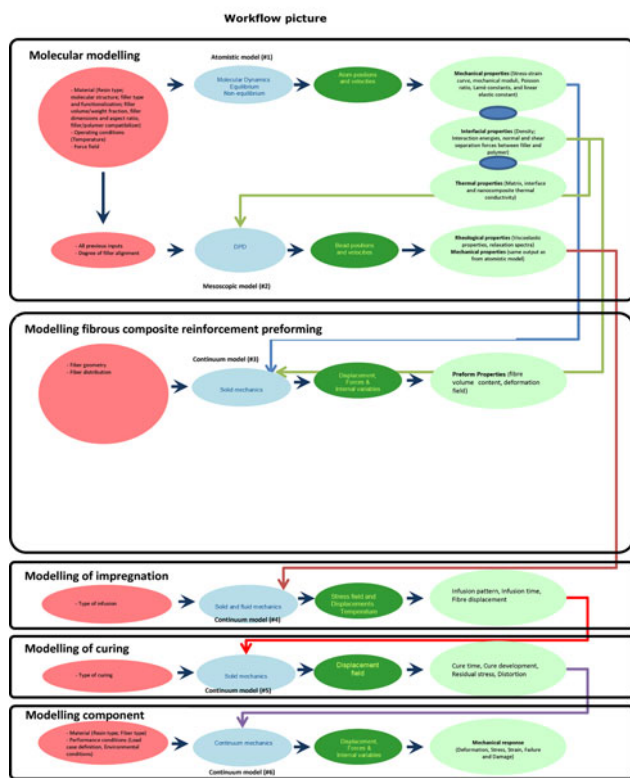 Workflow picture
Molecular modelling
Atomistic model (#1)
- Material (Resin type;
molecular structure; filler type
and functionalization; filler
volume/weight fraction, filler
dimensions and aspect ratio,
filler/polymer compatibilizer)
- Operating conditions
(Temperature)
- Force field
Molecular Dynamics
Equilibrium
Non-equilibrium
Atom positions
and velocities
Mechanical properties (Stress-strain
curve, mechanical moduli, Poisson
ratio, Lamé constants, and linear
elastic constant)
Interfacial properties (Density;
Interaction energies, normal and shear
separation forces between
filler and
polymer)
Thermal properties (Matrix, interface
and nanocomposite thermal
conductivity)
- All previous inputs
- Degree of filler alignment
DPD
Bead positions
and velocities
Rheological properties (Viscoelastic
properties, relaxation spectra)
Mechanical properties (same output as
from atomistic model)
Mesoscopic model (#2)
Modelling fibrous composite reinforcement preforming
Continuum model (#3)
- Fiber geometry
- Fiber distribution
Solid mechanics
Displacement,
Forces &
Internal variables
Preform Properties (fibre
volume content, deformation
field)
Modelling of impregnation
- Type of infusion
Solid and fluid mechanics
Stress field and
Displacements
Temperature
Infusion pattern, Infusion time,
Fibre displacement
Continuum model (#4)
Modelling of curing
- Type of curing
Solid mechanics
Displacement
field
Cure time, Cure development,
Residual stress, Distortion
Continuum model (#5)
Modelling component
- Material (Resin type; Fiber type)
- Performance conditions (Load
case definition, Environmental
conditions)
Continuum mechanics
Displacement,
Forces &
Internal variables
Mechanical response
(Deformation, Stress, Strain, Failure
and Damage)
Continuum model (#6)